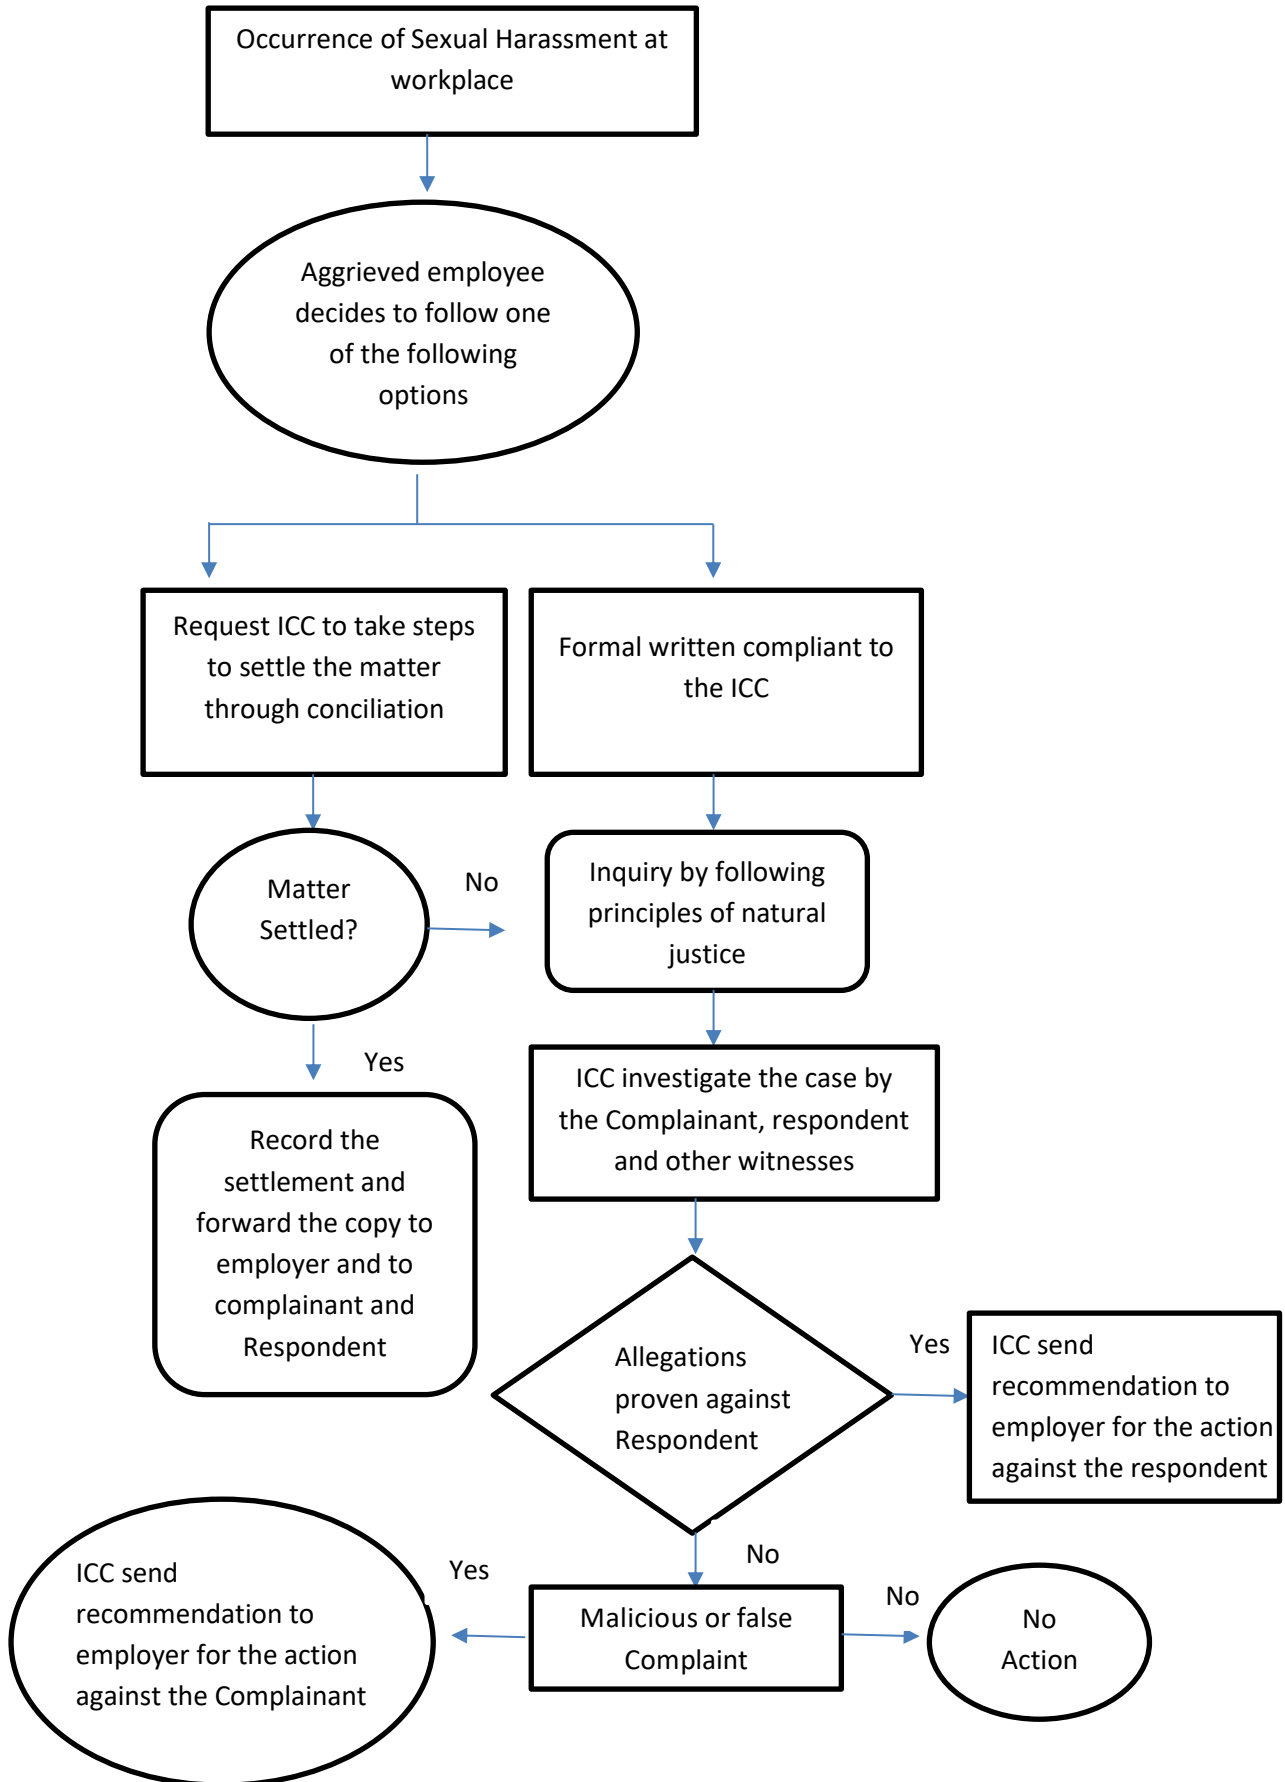 Occurrence of Sexual Harassment at
workplace
Aggrieved employee
decides to follow one
of the following
options
Request ICC to take steps
to settle the matter
through conciliation
Formal written compliant to
the ICC
Matter
Settled?
No
Inquiry by following
principles of natural
justice
Yes
Record the
settlement and
forward the copy to
employer and to
complainant and
Respondent
ICC investigate the case by
the Complainant, respondent
and other witnesses
Allegations
proven against
Respondent
Yes
ICC send
recommendation to
employer for the action
against the respondent
No
Malicious or false
Complaint
Yes
ICC send
recommendation to
employer for the action
against the Complainant
No
No
Action